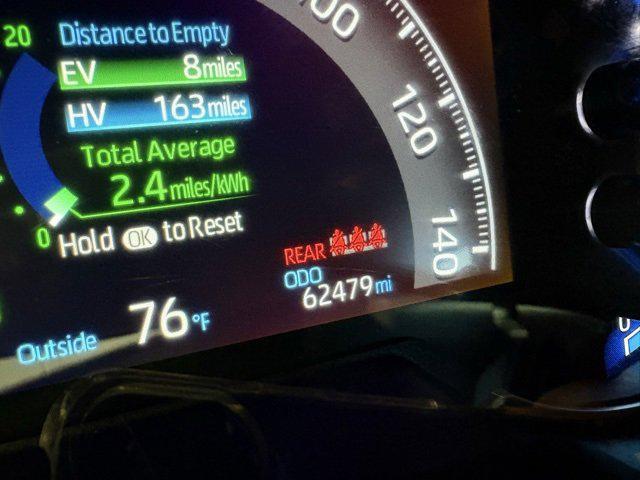 20
Distance to Empty
EV 8 miles
HV 163 miles
Total Average
2.4 miles/kWh
0
Hold OK to Reset
Outside 76 °F
REAR
ODO
62479 mi
100
120
140